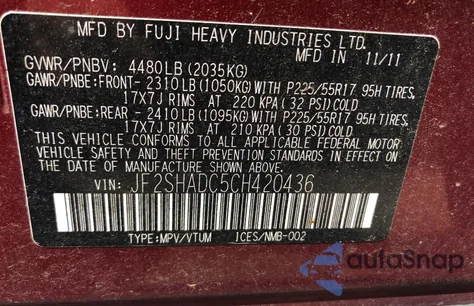 MFD BY FUJI HEAVY INDUSTRIES LTD.
MFD IN 11/11
GVWR/PNBV: 4480LB (2035KG)
GAWR/PNBE:FRONT- 2310LB (1050KG) WITH P225/55R17 95H TIRES,
17X7J RIMS AT 220 KPA (32 PSI) COLD
GAWR/PNBE:REAR - 2410LB (1095KG) WITH P225/55R17 95H TIRES,
17X7J RIMS AT 210 KPA (30 PSI) COLD
THIS VEHICLE CONFORMS TO ALL APPLICABLE FEDERAL MOTOR
VEHICLE SAFETY AND THEFT PREVENTION STANDARDS IN EFFECT ON
THE DATE OF MANUFACTURE SHOWN ABOVE.
VIN: JF2SHADC5CH420436
TYPE:MPV/VTUM ICES/NMB-002
autoSnap